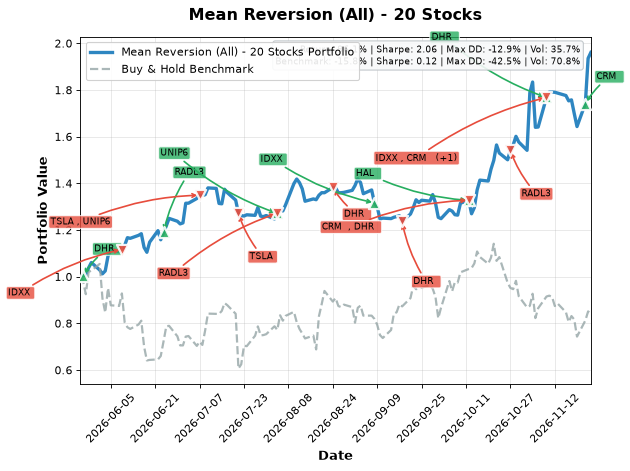 Mean Reversion (All) - 20 Stocks
Mean Reversion (All) - 20 Stocks Portfolio
Buy & Hold Benchmark
% | Sharpe: 2.06 | Max DD: -12.9% | Vol: 35.7%
Benchmark: -15.8% | Sharpe: 0.12 | Max DD: -42.5% | Vol: 70.8%
DHR
CRM
UNIP6
IDXX
RADL3
HAL
IDXX , CRM (+1)
RADL3
TSLA , UNIP6
DHR
CRM , DHR
DHR
TSLA
RADL3
DHR
IDXX
Portfolio Value
2.0
1.8
1.6
1.4
1.2
1.0
0.8
0.6
2026-06-05
2026-06-21
2026-07-07
2026-07-23
2026-08-08
2026-08-24
2026-09-09
2026-09-25
2026-10-11
2026-10-27
2026-11-12
Date